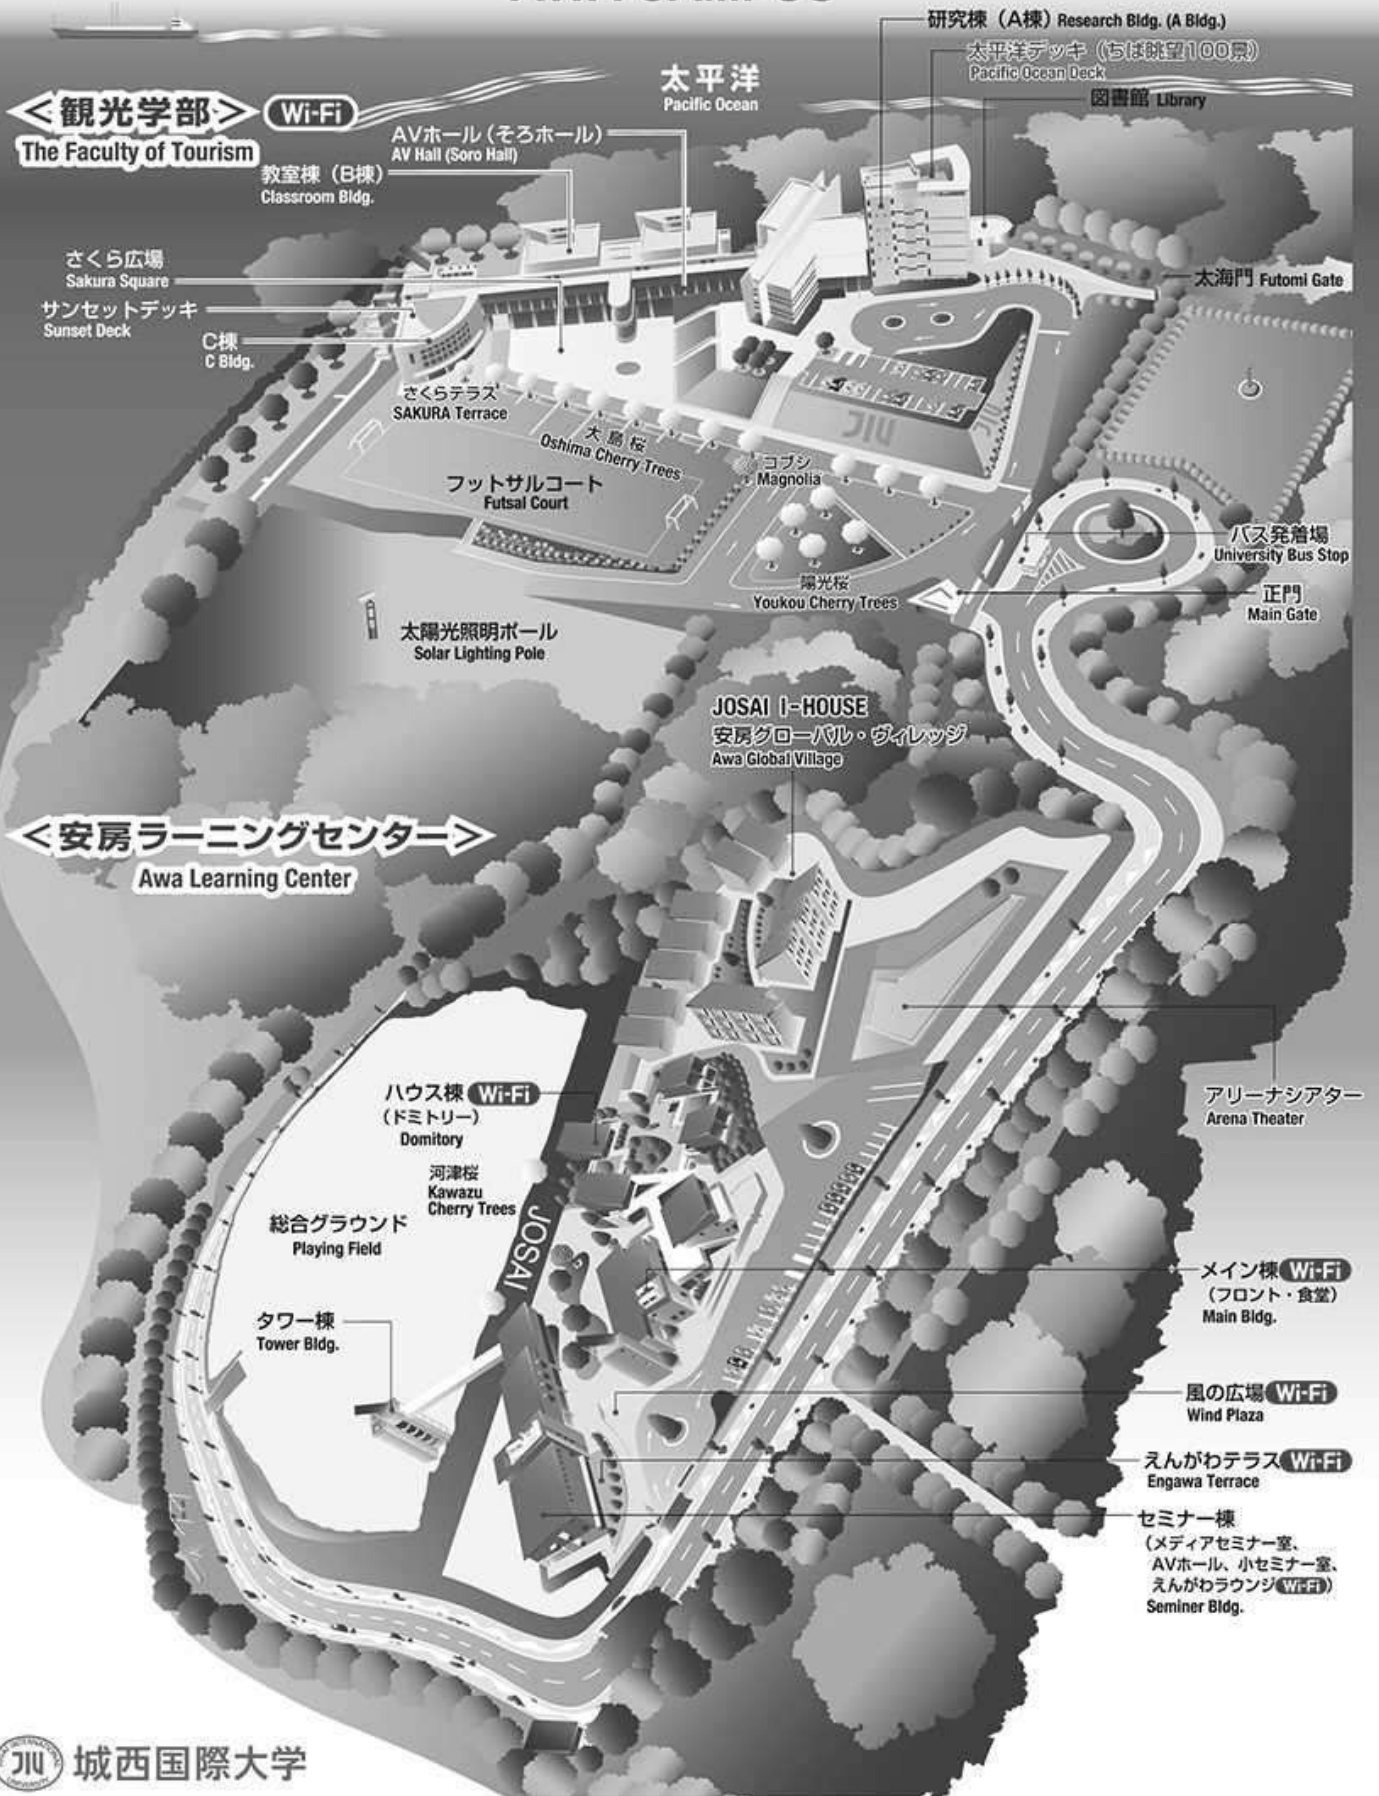 研究棟（A棟）Research Bldg. (A Bldg.)
太平洋デッキ（ちば眺望100景）
Pacific Ocean Deck
図書館 Library
太平洋
Pacific Ocean
＜観光学部＞ Wi-Fi
The Faculty of Tourism
AVホール（そろホール）
AV Hall (Soro Hall)
教室棟（B棟）
Classroom Bldg.
さくら広場
Sakura Square
サンセットデッキ
Sunset Deck
C棟
C Bldg.
太海門 Futomi Gate
さくらテラス
SAKURA Terrace
大島桜
Oshima Cherry Trees
JIU
JIU
コブシ
Magnolia
フットサルコート
Futsal Court
バス発着場
University Bus Stop
陽光桜
Youkou Cherry Trees
正門
Main Gate
太陽光照明ポール
Solar Lighting Pole
JOSAI I-HOUSE
安房グローバル・ヴィレッジ
Awa Global Village
＜安房ラーニングセンター＞
Awa Learning Center
ハウス棟 Wi-Fi
（ドミトリー）
Domitory
アリーナシアター
Arena Theater
河津桜
Kawazu
Cherry Trees
総合グラウンド
Playing Field
JOSAI
タワー棟
Tower Bldg.
メイン棟 Wi-Fi
（フロント・食堂）
Main Bldg.
風の広場 Wi-Fi
Wind Plaza
えんがわテラス Wi-Fi
Engawa Terrace
セミナー棟
（メディアセミナー室、
AVホール、小セミナー室、
えんがわラウンジ Wi-Fi）
Seminer Bldg.
JIU 城西国際大学